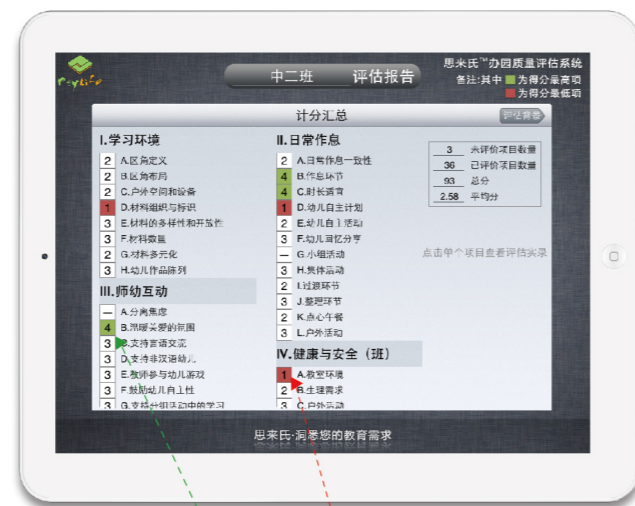 PsyLife
中二班 评估报告
思来氏™办园质量评估系统
备注:其中 为得分最高项
为得分最低项
计分汇总
评估背景
I.学习环境
2 A.区角定义
2 B.区角布局
2 C.户外空间和设备
1 D.材料组织与标识
3 E.材料的多样性和开放性
3 F.材料数量
2 G.材料多元化
3 H.幼儿作品陈列
III.师幼互动
— A.分离焦虑
4 B.温暖关爱的氛围
3 C.支持言语交流
3 D.支持非汉语幼儿
3 E.教师参与幼儿游戏
3 F.鼓励幼儿自主性
3 G.支持分组活动中的学习
II.日常作息
2 A.日常作息一致性
4 B.作息环节
4 C.时长适宜
1 D.幼儿自主计划
2 E.幼儿自主活动
3 F.幼儿回忆分享
— G.小组活动
3 H.集体活动
2 I.过渡环节
3 J.整理环节
2 K.点心午餐
3 L.户外活动
IV.健康与安全（班）
1 A.教室环境
2 B.生理需求
3 C.户外活动
3 未评价项目数量
36 已评价项目数量
93 总分
2.58 平均分
点击单个项目查看评估实录
思来氏·洞悉您的教育需求